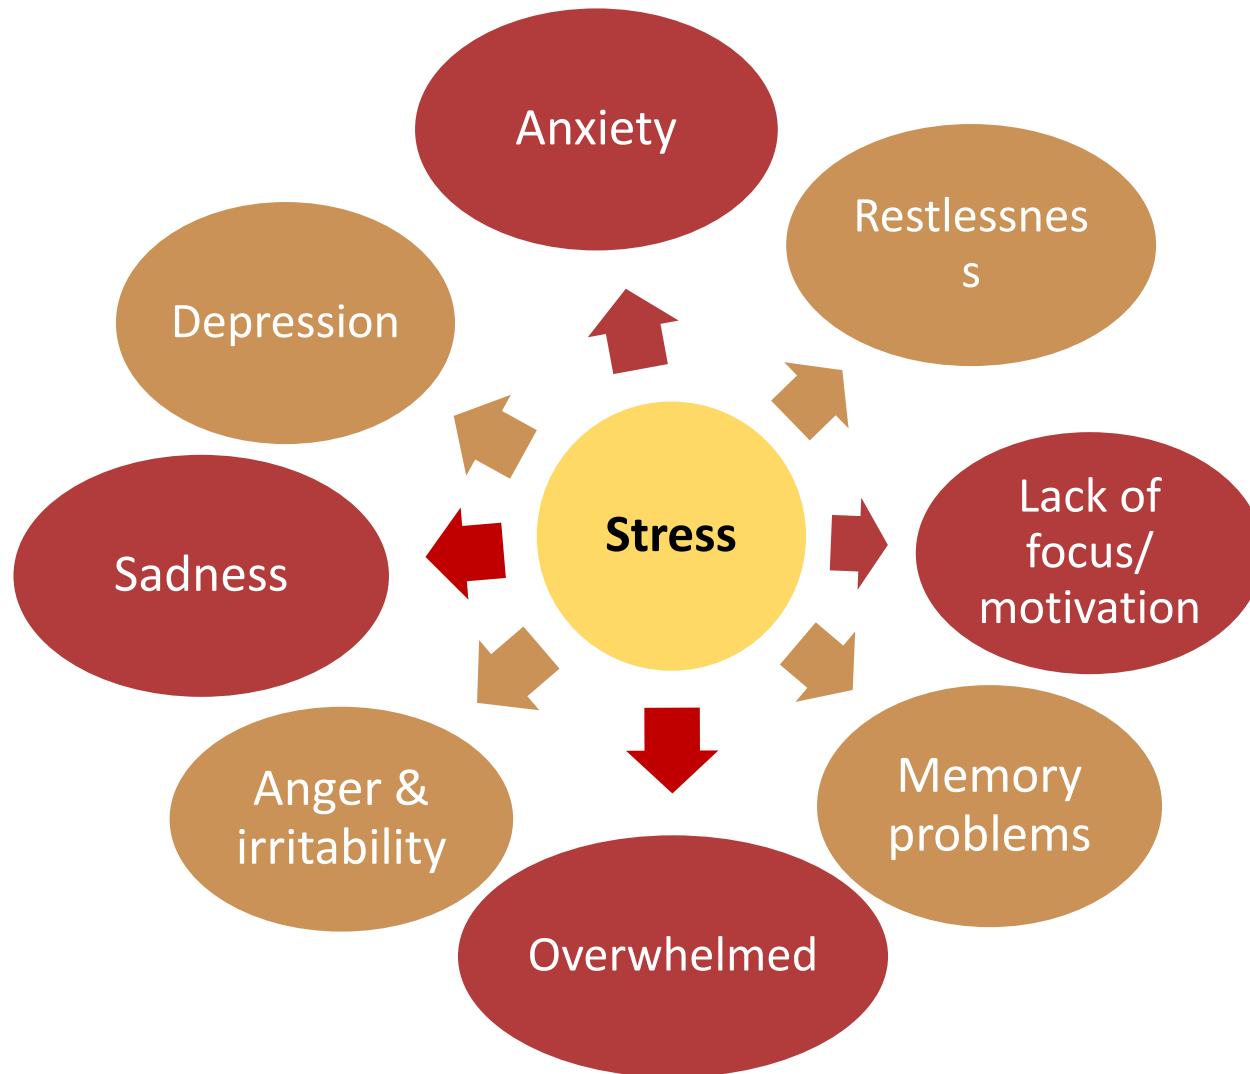 Anxiety
Restlessnes
s
Depression
Lack of
focus/
motivation
Stress
Sadness
Memory
problems
Anger &
irritability
Overwhelmed